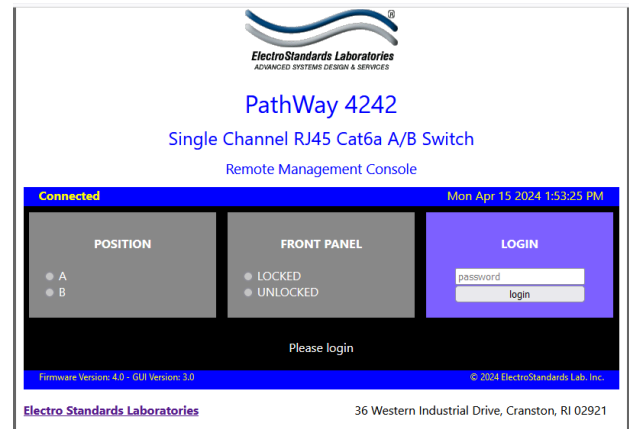 ®
ElectroStandards Laboratories
ADVANCED SYSTEMS DESIGN & SERVICES
PathWay 4242
Single Channel RJ45 Cat6a A/B Switch
Remote Management Console
Connected Mon Apr 15 2024 1:53:25 PM
POSITION FRONT PANEL LOGIN
A LOCKED password
B UNLOCKED login
Please login
Firmware Version: 4.0 - GUI Version: 3.0 © 2024 ElectroStandards Lab. Inc.
Electro Standards Laboratories 36 Western Industrial Drive, Cranston, RI 02921